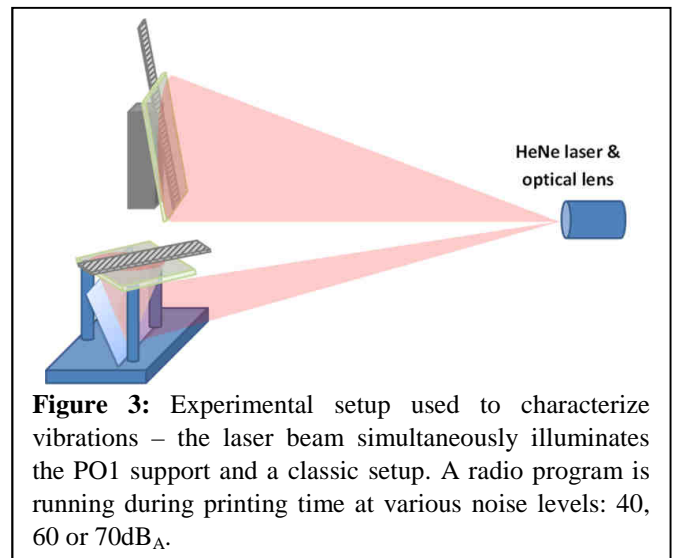 HeNe laser &
optical lens
Figure 3: Experimental setup used to characterize
vibrations – the laser beam simultaneously illuminates
the PO1 support and a classic setup. A radio program is
running during printing time at various noise levels: 40,
60 or 70dBA.